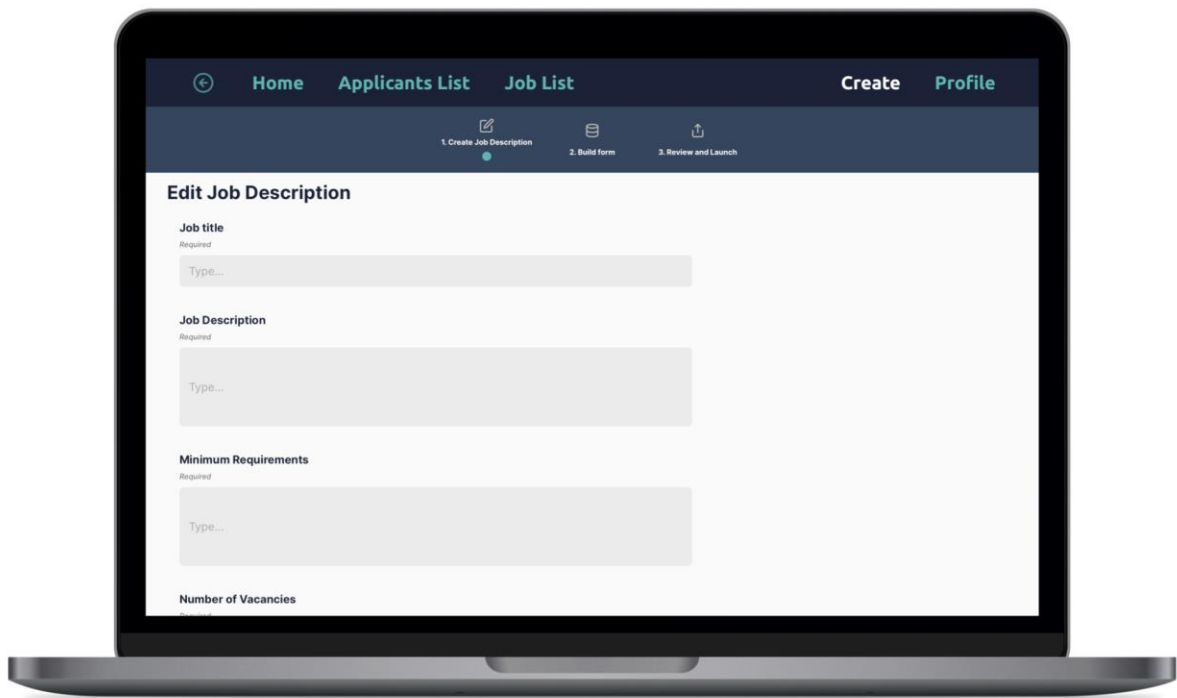 Home Applicants List Job List Create Profile
1. Create Job Description 2. Build form 3. Review and Launch
Edit Job Description
Job title
Required
Type...
Job Description
Required
Type...
Minimum Requirements
Required
Type...
Number of Vacancies
Required